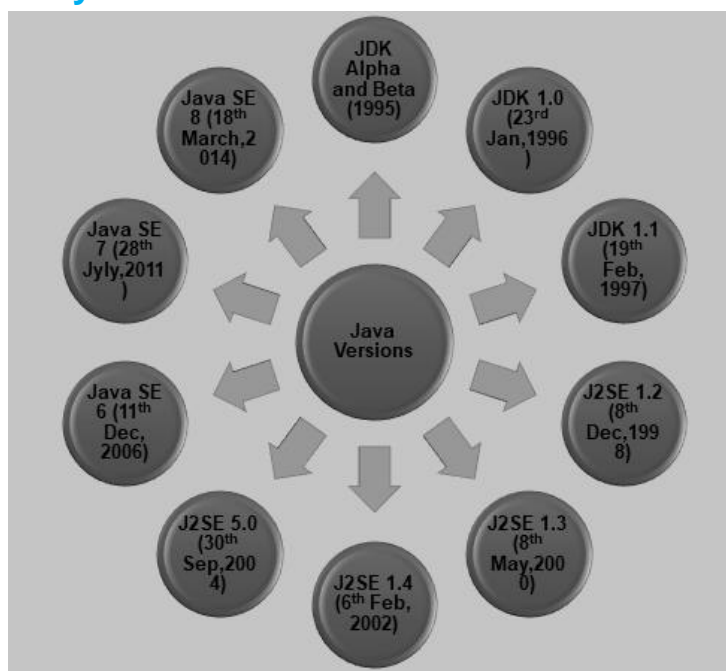 JDK
Alpha
and Beta
(1995)
JDK 1.0
(23rd
Jan,1996
)
JDK 1.1
(19th
Feb,
1997)
J2SE 1.2
(8th
Dec,199
8)
J2SE 1.3
(8th
May,200
0)
J2SE 1.4
(6th Feb,
2002)
J2SE 5.0
(30th
Sep,200
4)
Java SE
6 (11th
Dec,
2006)
Java SE
7 (28th
Jyly,2011
)
Java SE
8 (18th
March,2
014)
Java
Versions